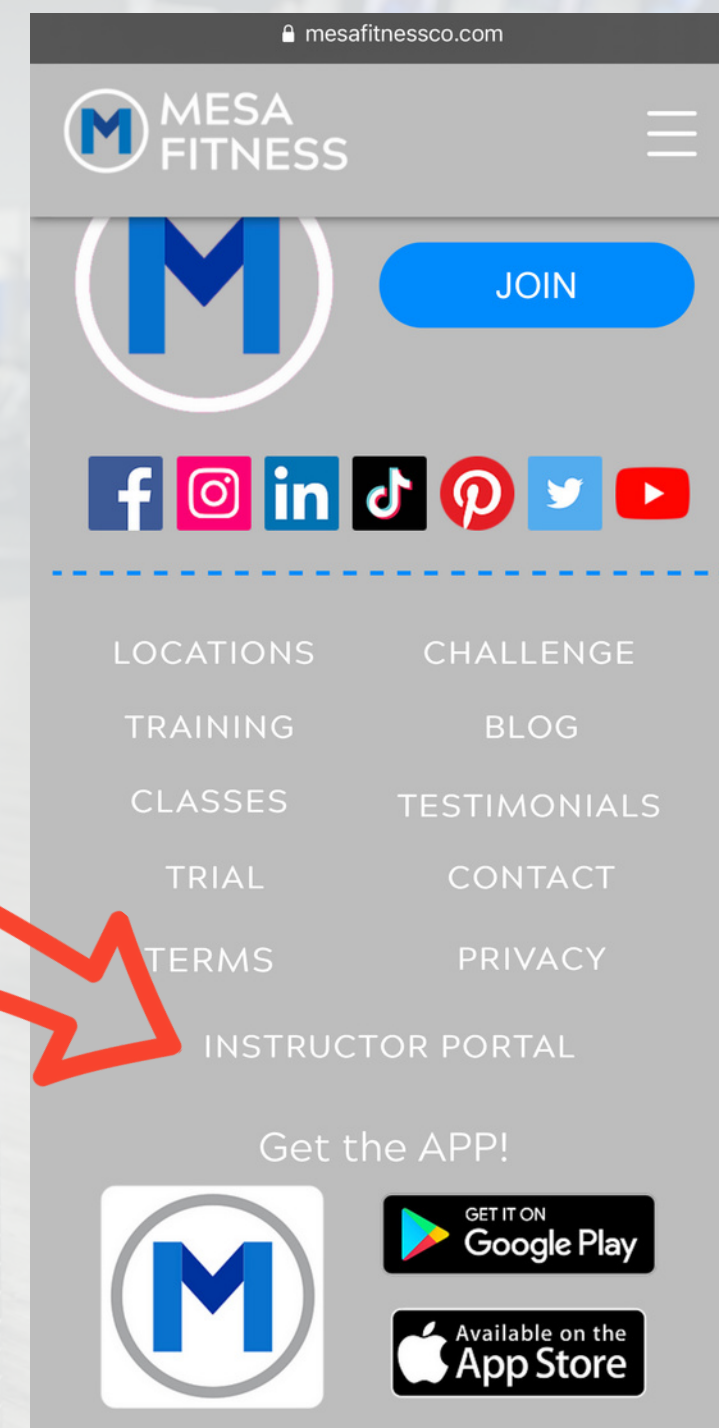 mesafitnessco.com
MESA
FITNESS
JOIN
LOCATIONS
CHALLENGE
TRAINING
BLOG
CLASSES
TESTIMONIALS
TRIAL
CONTACT
TERMS
PRIVACY
INSTRUCTOR PORTAL
Get the APP!
GET IT ON
Google Play
Available on the
App Store